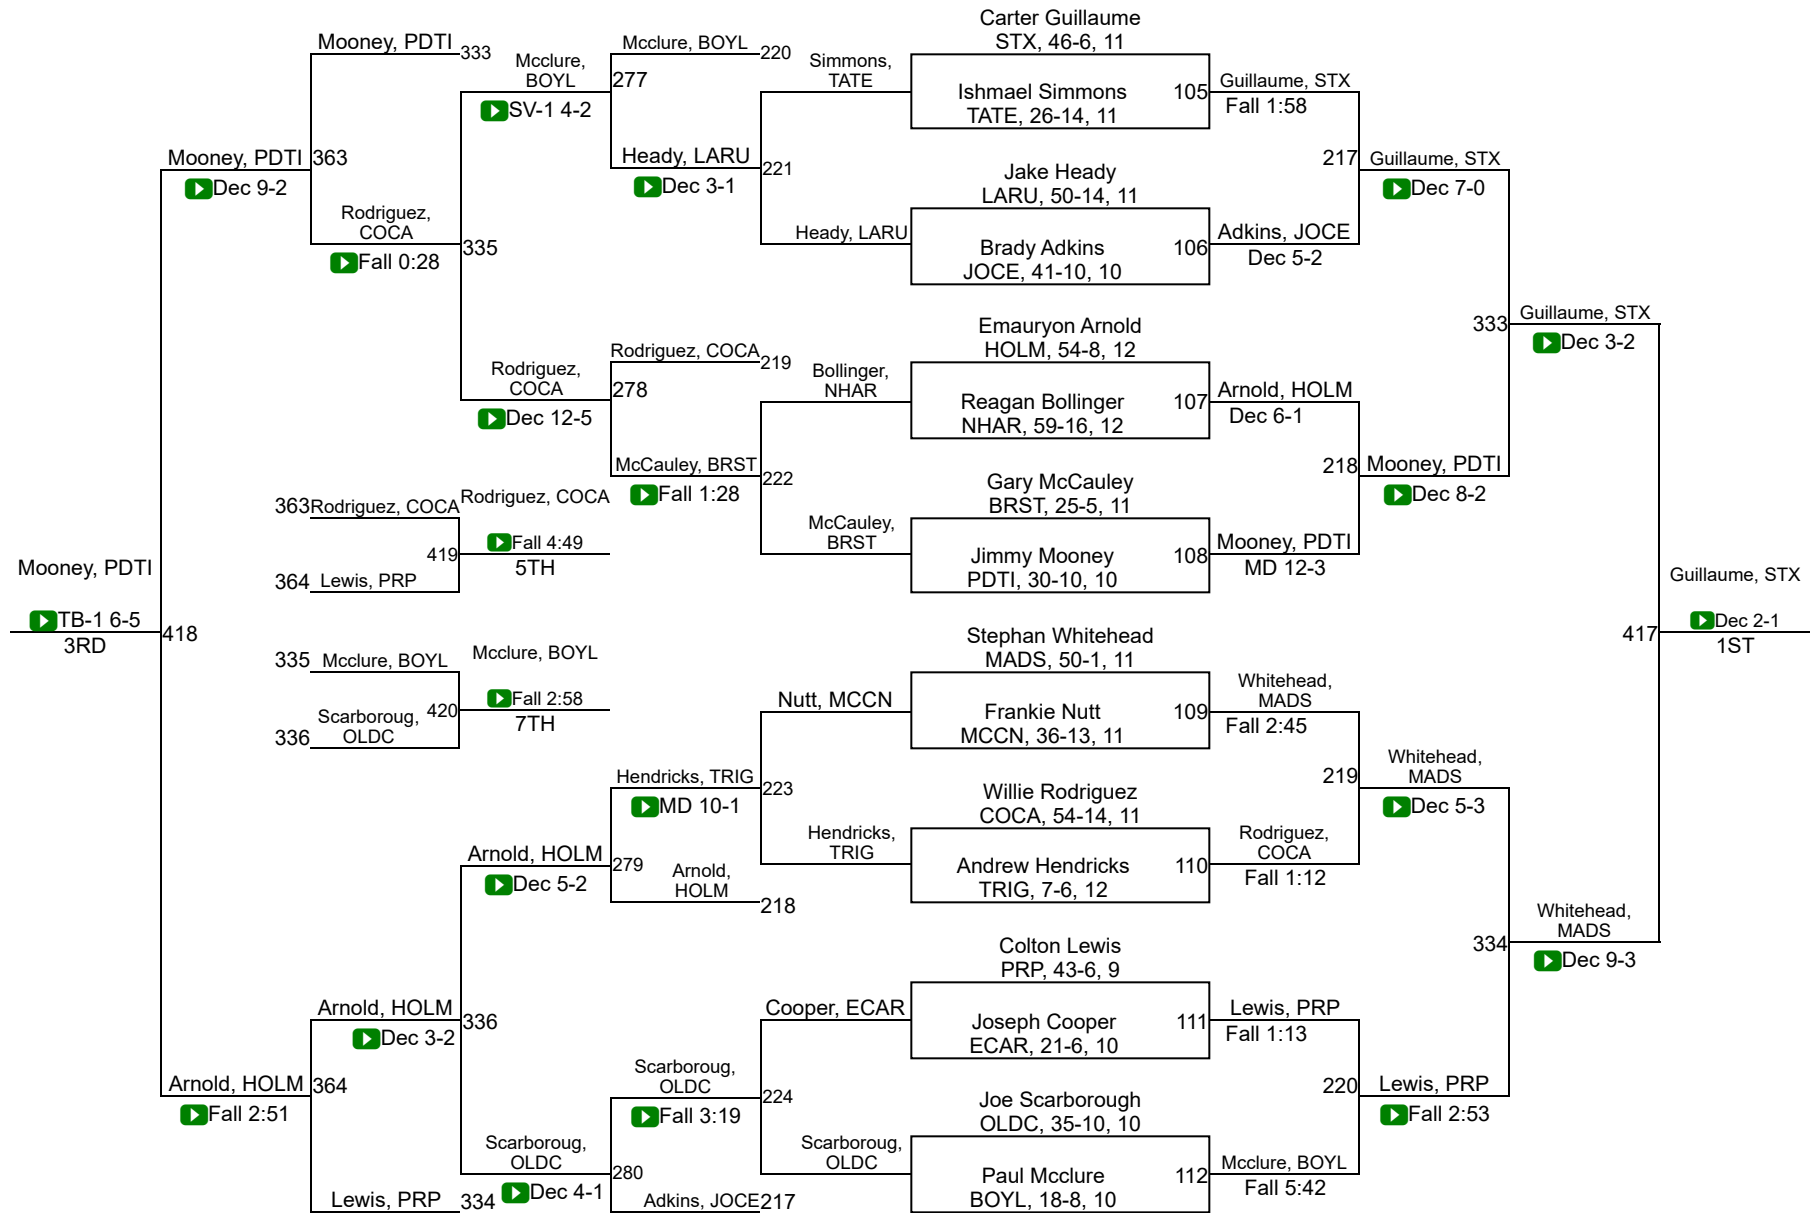 Carter Guillaume
STX, 46-6, 11
Mooney, PDTI
333
Mcclure,
BOYL
Mcclure, BOYL
220
277
Simmons,
TATE
Ishmael Simmons
TATE, 26-14, 11
105
Guillaume, STX
Fall 1:58
SV-1 4-2
Mooney, PDTI
363
Dec 9-2
Heady, LARU
221
Dec 3-1
Jake Heady
LARU, 50-14, 11
217
Guillaume, STX
Dec 7-0
Rodriguez,
COCA
Fall 0:28
335
Heady, LARU
Brady Adkins
JOCE, 41-10, 10
106
Adkins, JOCE
Dec 5-2
Emauryon Arnold
HOLM, 54-8, 12
333
Guillaume, STX
Dec 3-2
Rodriguez,
COCA
Dec 12-5
Rodriguez, COCA
219
278
Bollinger,
NHAR
Reagan Bollinger
NHAR, 59-16, 12
107
Arnold, HOLM
Dec 6-1
McCauley, BRST
222
Fall 1:28
Gary McCauley
BRST, 25-5, 11
218
Mooney, PDTI
Dec 8-2
363
Rodriguez, COCA
Rodriguez, COCA
419
Fall 4:49
5TH
364
Lewis, PRP
McCauley,
BRST
Jimmy Mooney
PDTI, 30-10, 10
108
Mooney, PDTI
MD 12-3
Mooney, PDTI
TB-1 6-5
3RD
418
Stephan Whitehead
MADS, 50-1, 11
417
Guillaume, STX
Dec 2-1
1ST
335
Mcclure, BOYL
Mcclure, BOYL
420
Fall 2:58
7TH
336
Scarboroug,
OLDC
Nutt, MCCN
Frankie Nutt
MCCN, 36-13, 11
109
Whitehead,
MADS
Fall 2:45
Hendricks, TRIG
223
MD 10-1
Willie Rodriguez
COCA, 54-14, 11
219
Whitehead,
MADS
Dec 5-3
Arnold, HOLM
279
Dec 5-2
Arnold,
HOLM
218
Hendricks,
TRIG
Andrew Hendricks
TRIG, 7-6, 12
110
Rodriguez,
COCA
Fall 1:12
Colton Lewis
PRP, 43-6, 9
334
Whitehead,
MADS
Dec 9-3
Arnold, HOLM
336
Dec 3-2
Cooper, ECAR
Joseph Cooper
ECAR, 21-6, 10
111
Lewis, PRP
Fall 1:13
Arnold, HOLM
364
Fall 2:51
Scarboroug,
OLDC
224
Fall 3:19
Joe Scarborough
OLDC, 35-10, 10
220
Lewis, PRP
Fall 2:53
Scarboroug,
OLDC
Dec 4-1
280
Scarboroug,
OLDC
Paul Mcclure
BOYL, 18-8, 10
112
Mcclure, BOYL
Fall 5:42
Lewis, PRP
334
Adkins, JOCE
217